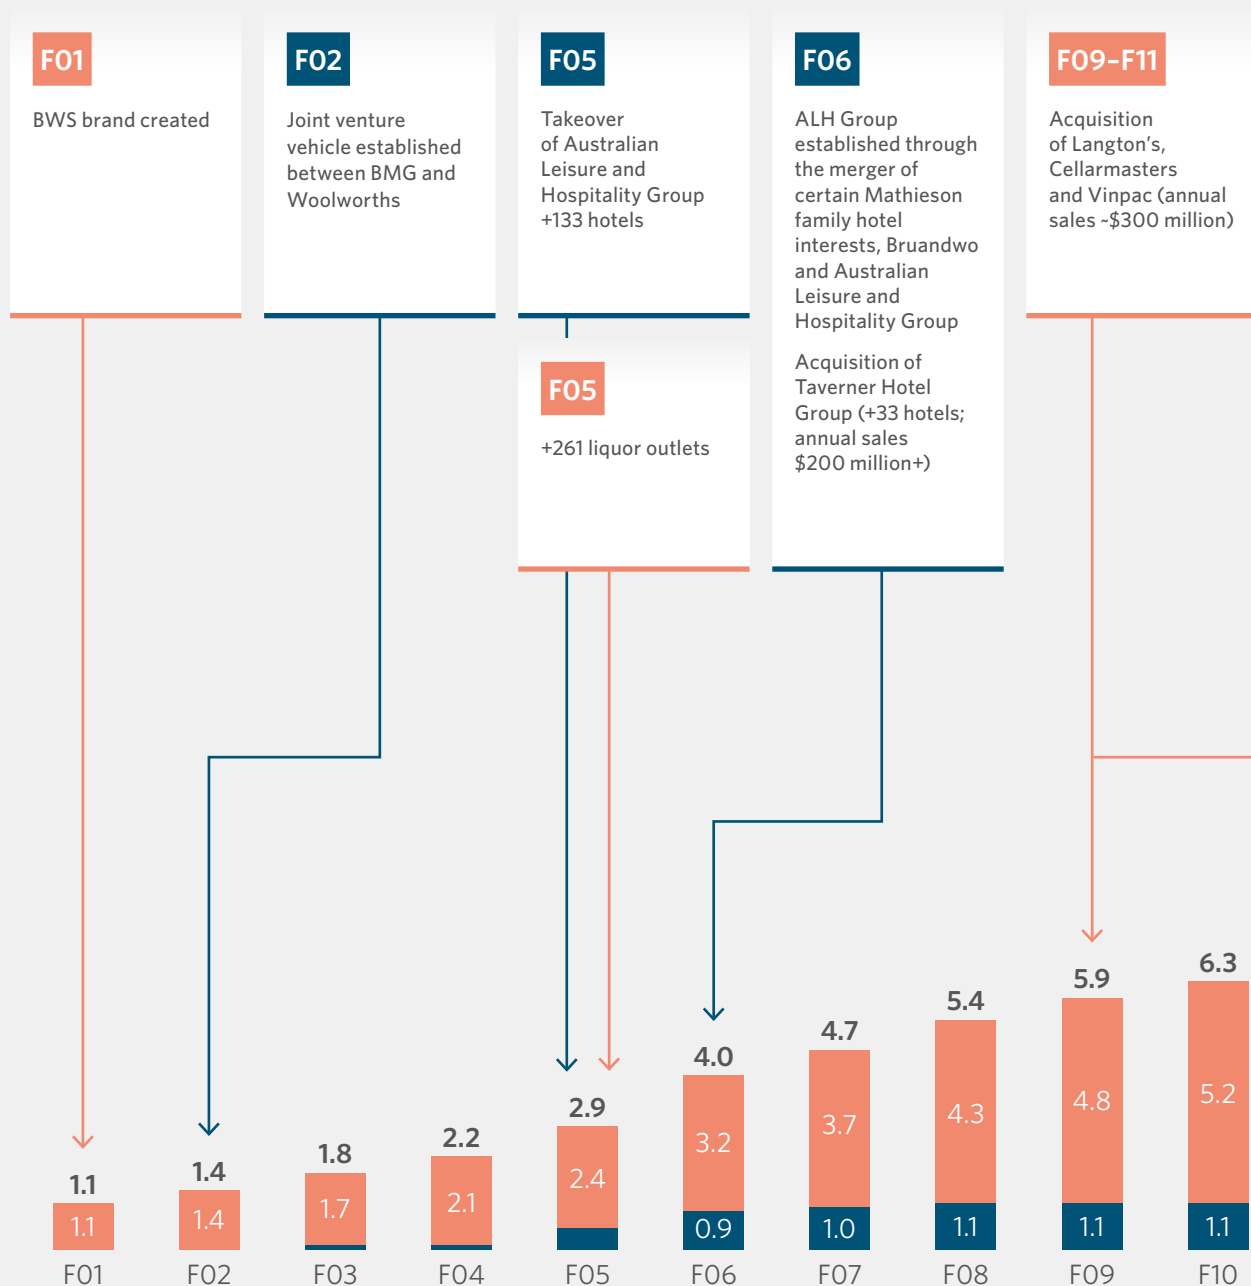 F01
BWS brand created
F02
Joint venture
vehicle established
between BMG and
Woolworths
F05
Takeover
of Australian
Leisure and
Hospitality Group
+133 hotels
F05
+261 liquor outlets
F06
ALH Group
established through
the merger of
certain Mathieson
family hotel
interests, Bruandwo
and Australian
Leisure and
Hospitality Group
Acquisition of
Taverner Hotel
Group (+33 hotels;
annual sales
$200 million+)
F09–F11
Acquisition
of Langton's,
Cellarmasters
and Vinpac (annual
sales ~$300 million)
1.1
1.1
F01
1.4
1.4
F02
1.8
1.7
F03
2.2
2.1
F04
2.9
2.4
F05
4.0
3.2
0.9
F06
4.7
3.7
1.0
F07
5.4
4.3
1.1
F08
5.9
4.8
1.1
F09
6.3
5.2
1.1
F10